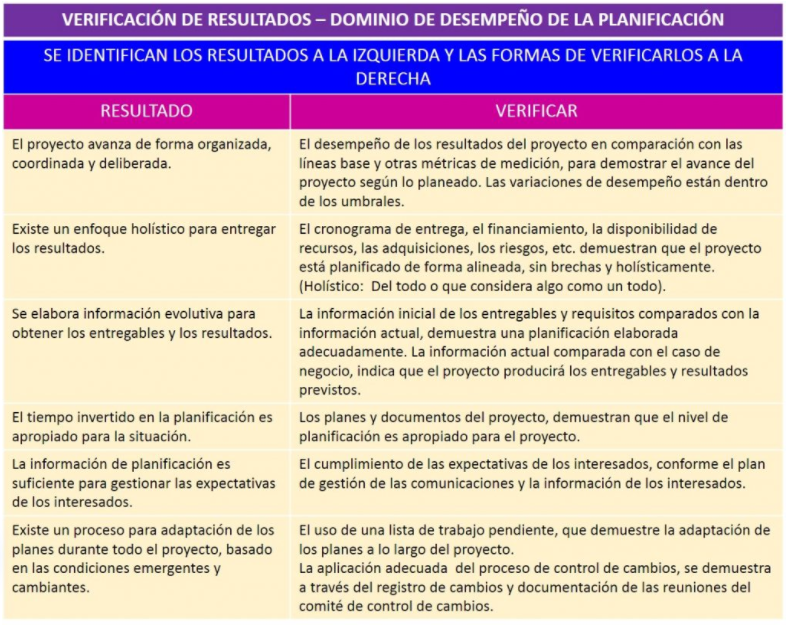 VERIFICACIÓN DE RESULTADOS – DOMINIO DE DESEMPEÑO DE LA PLANIFICACIÓN
SE IDENTIFICAN LOS RESULTADOS A LA IZQUIERDA Y LAS FORMAS DE VERIFICARLOS A LA
DERECHA
RESULTADO
VERIFICAR
El proyecto avanza de forma organizada,
coordinada y deliberada.
El desempeño de los resultados del proyecto en comparación con las
líneas base y otras métricas de medición, para demostrar el avance del
proyecto según lo planeado. Las variaciones de desempeño están dentro
de los umbrales.
Existe un enfoque holístico para entregar
los resultados.
El cronograma de entrega, el financiamiento, la disponibilidad de
recursos, las adquisiciones, los riesgos, etc. demuestran que el proyecto
está planificado de forma alineada, sin brechas y holísticamente.
(Holístico: Del todo o que considera algo como un todo).
Se elabora información evolutiva para
obtener los entregables y los resultados.
La información inicial de los entregables y requisitos comparados con la
información actual, demuestra una planificación elaborada
adecuadamente. La información actual comparada con el caso de
negocio, indica que el proyecto producirá los entregables y resultados
previstos.
El tiempo invertido en la planificación es
apropiado para la situación.
Los planes y documentos del proyecto, demuestran que el nivel de
planificación es apropiado para el proyecto.
La información de planificación es
suficiente para gestionar las expectativas
de los interesados.
El cumplimiento de las expectativas de los interesados, conforme el plan
de gestión de las comunicaciones y la información de los interesados.
Existe un proceso para adaptación de los
planes durante todo el proyecto, basado
en las condiciones emergentes y
cambiantes.
El uso de una lista de trabajo pendiente, que demuestre la adaptación de
los planes a lo largo del proyecto.
La aplicación adecuada del proceso de control de cambios, se demuestra
a través del registro de cambios y documentación de las reuniones del
comité de control de cambios.